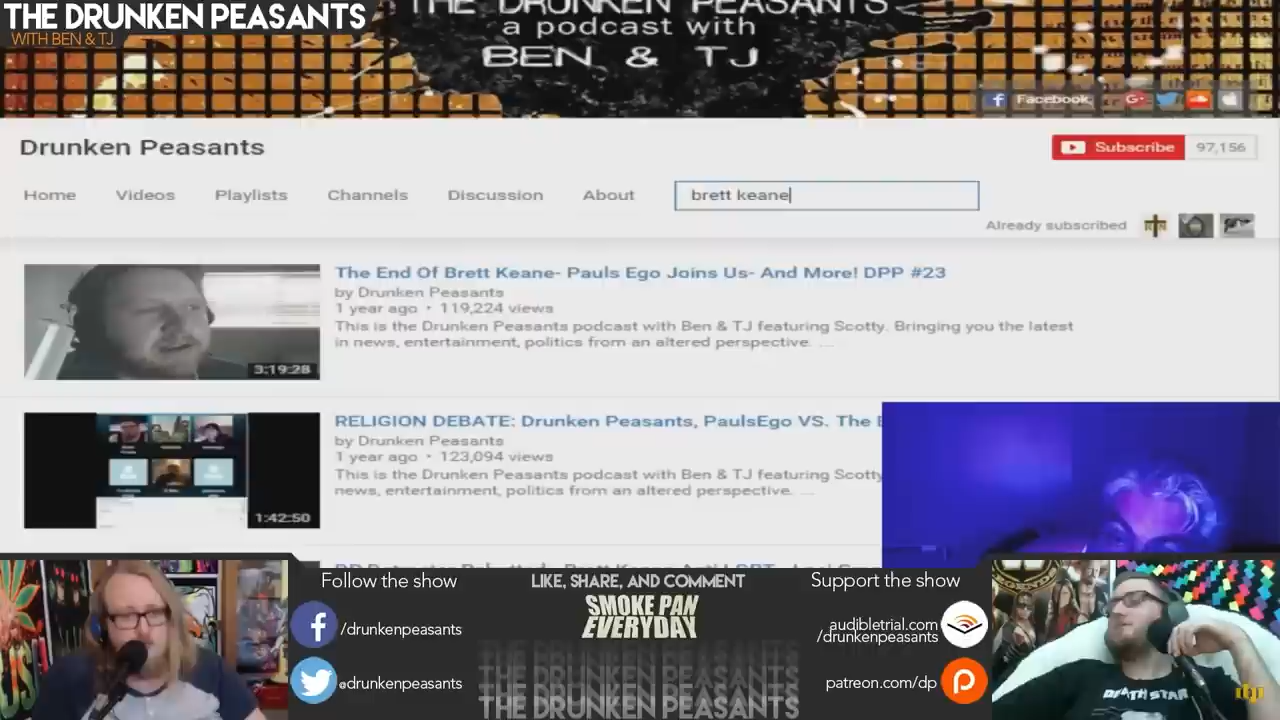 THE DRUNKEN PEASANTS
WITH BEN & TJ
THE DRUNKEN PEASANTS
a podcast with
BEN & TJ
Facebook
G+
Drunken Peasants
Subscribe 97,156
Home Videos Playlists Channels Discussion About brett keane
Already subscribed
The End Of Brett Keane- Pauls Ego Joins Us- And More! DPP #23
by Drunken Peasants
1 year ago • 119,224 views
This is the Drunken Peasants podcast with Ben & TJ featuring Scotty. Bringing you the latest
in news, entertainment, politics from an altered perspective. ...
3:19:28
RELIGION DEBATE: Drunken Peasants, PaulsEgo VS. The
by Drunken Peasants
1 year ago • 123,094 views
This is the Drunken Peasants podcast with Ben & TJ featuring Scotty
news, entertainment, politics from an altered perspective. ...
1:42:50
Follow the show
/drunkenpeasants
@drunkenpeasants
LIKE, SHARE, AND COMMENT
SMOKE PAN
EVERYDAY
THE DRUNKEN PEASANTS
Support the show
audibletrial.com
/drunkenpeasants
patreon.com/dp
DEATH STAR